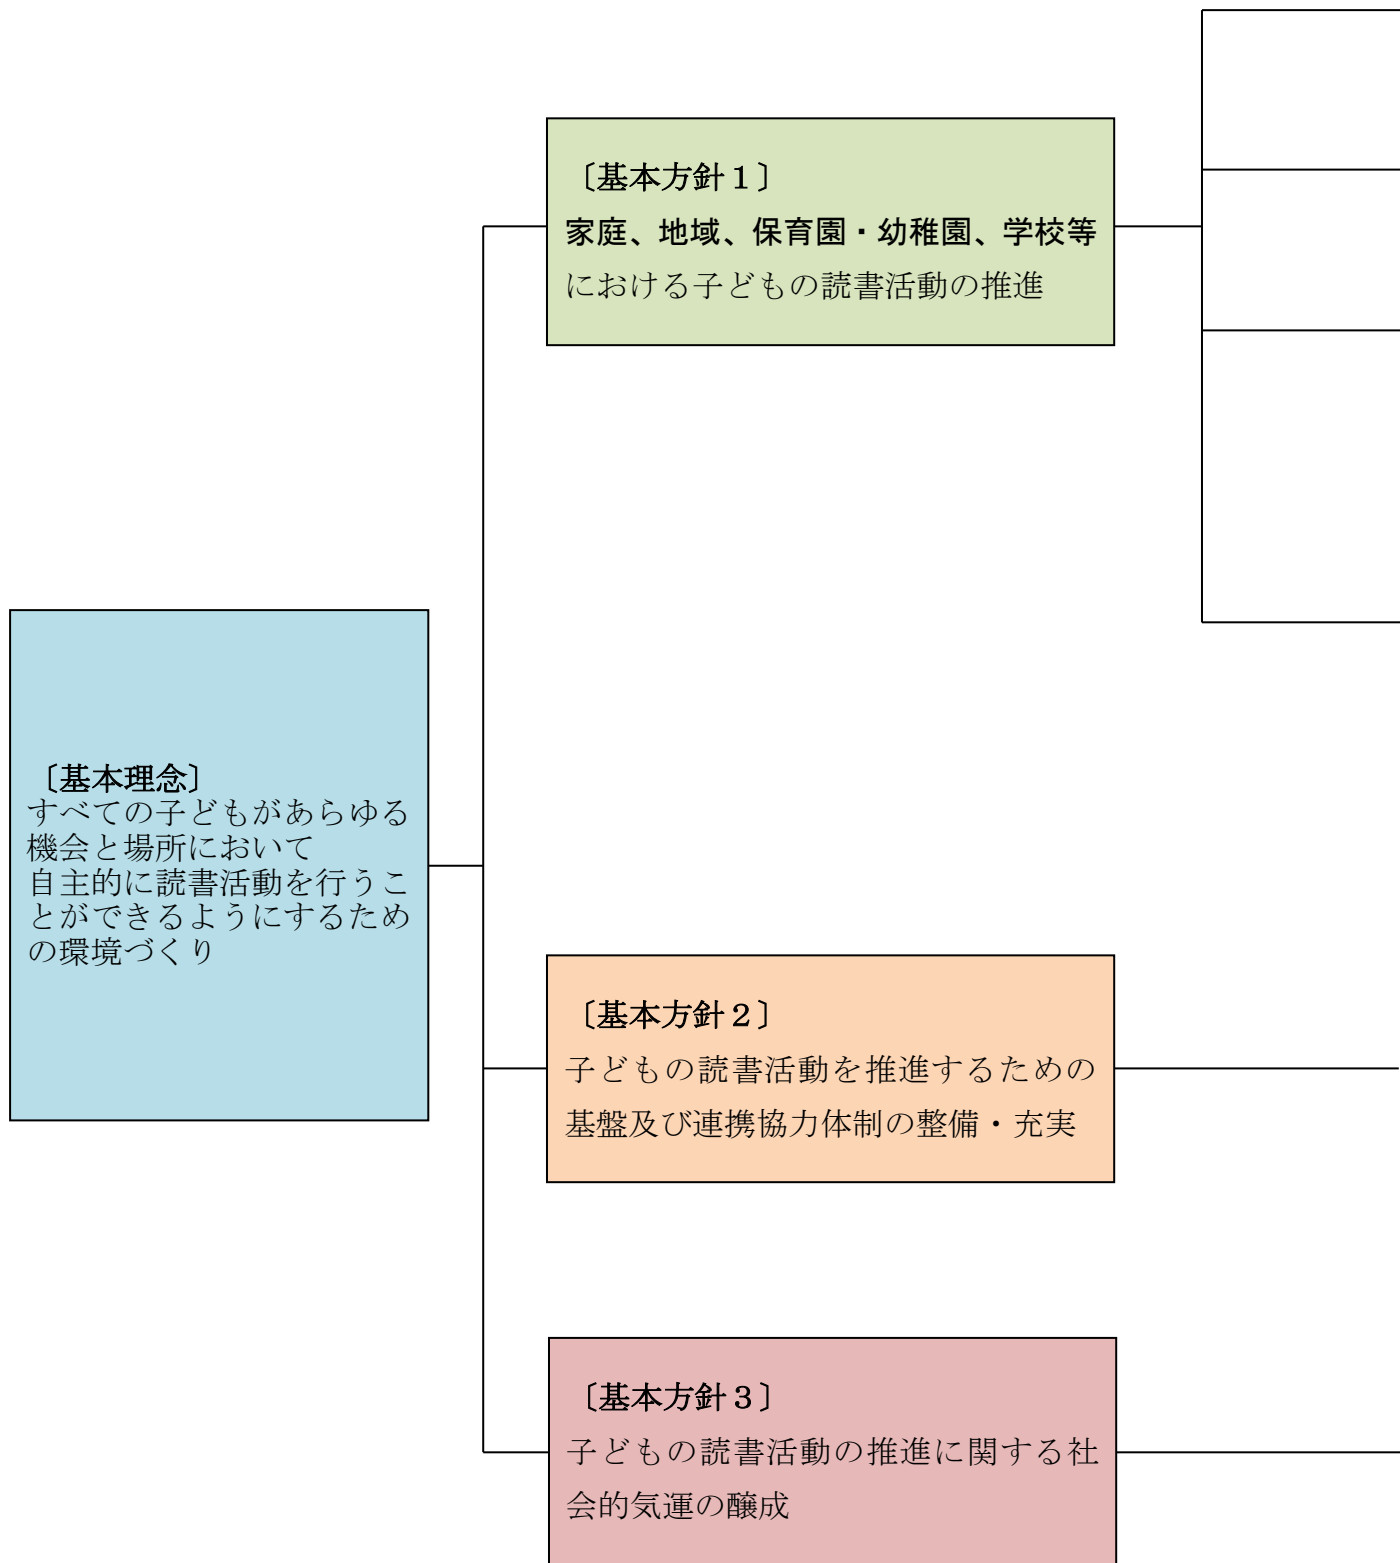 〔基本方針１〕
家庭、地域、保育園・幼稚園、学校等
における子どもの読書活動の推進
〔基本理念〕
すべての子どもがあらゆる
機会と場所において
自主的に読書活動を行うこ
とができるようにするため
の環境づくり
〔基本方針２〕
子どもの読書活動を推進するための
基盤及び連携協力体制の整備・充実
〔基本方針３〕
子どもの読書活動の推進に関する社
会的気運の醸成